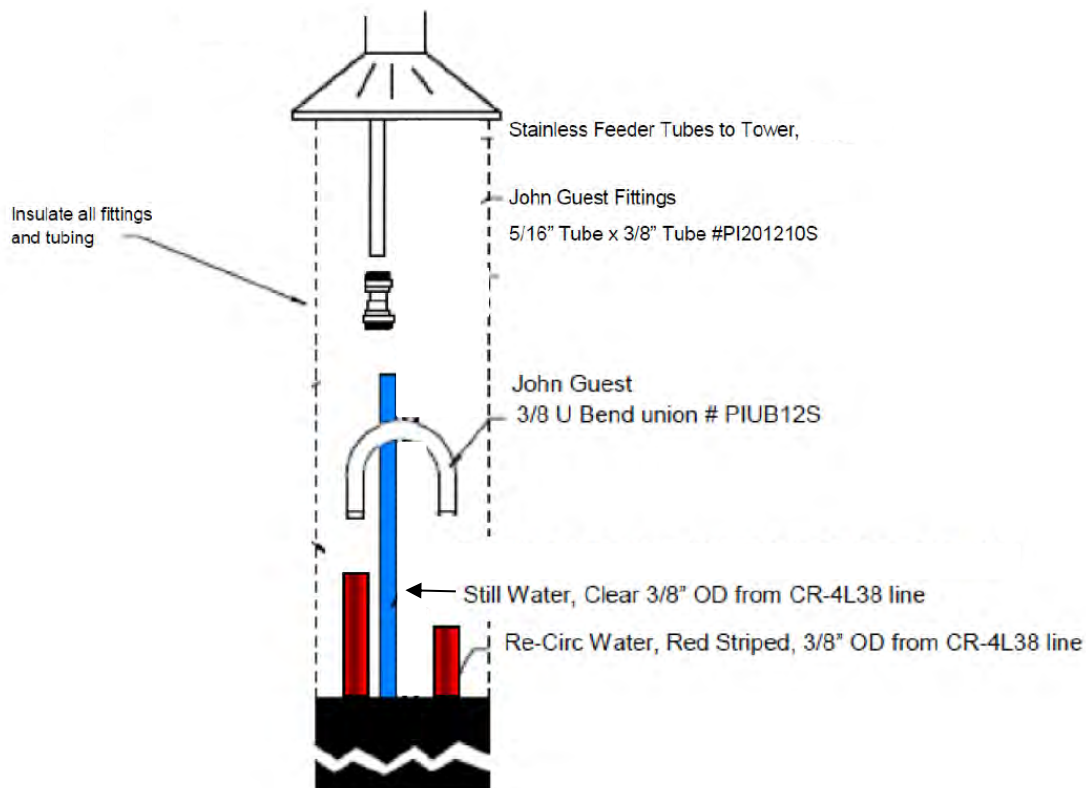 Stainless Feeder Tubes to Tower,
John Guest Fittings
5/16” Tube x 3/8” Tube #PI201210S
Insulate all fittings
and tubing
John Guest
3/8 U Bend union # PIUB12S
Still Water, Clear 3/8” OD from CR-4L38 line
Re-Circ Water, Red Striped, 3/8” OD from CR-4L38 line